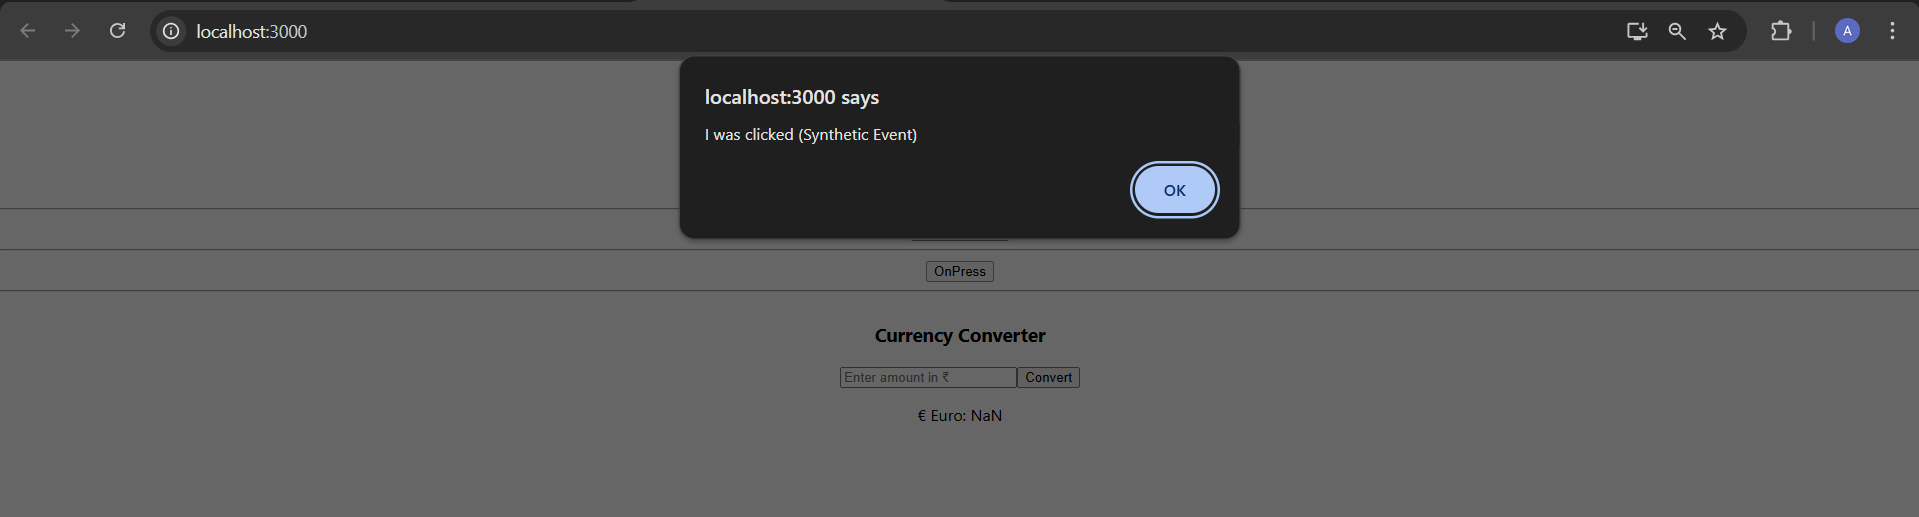 localhost:3000
A
localhost:3000 says
I was clicked (Synthetic Event)
OK
OnPress
Currency Converter
Enter amount in ₹ Convert
€ Euro: NaN